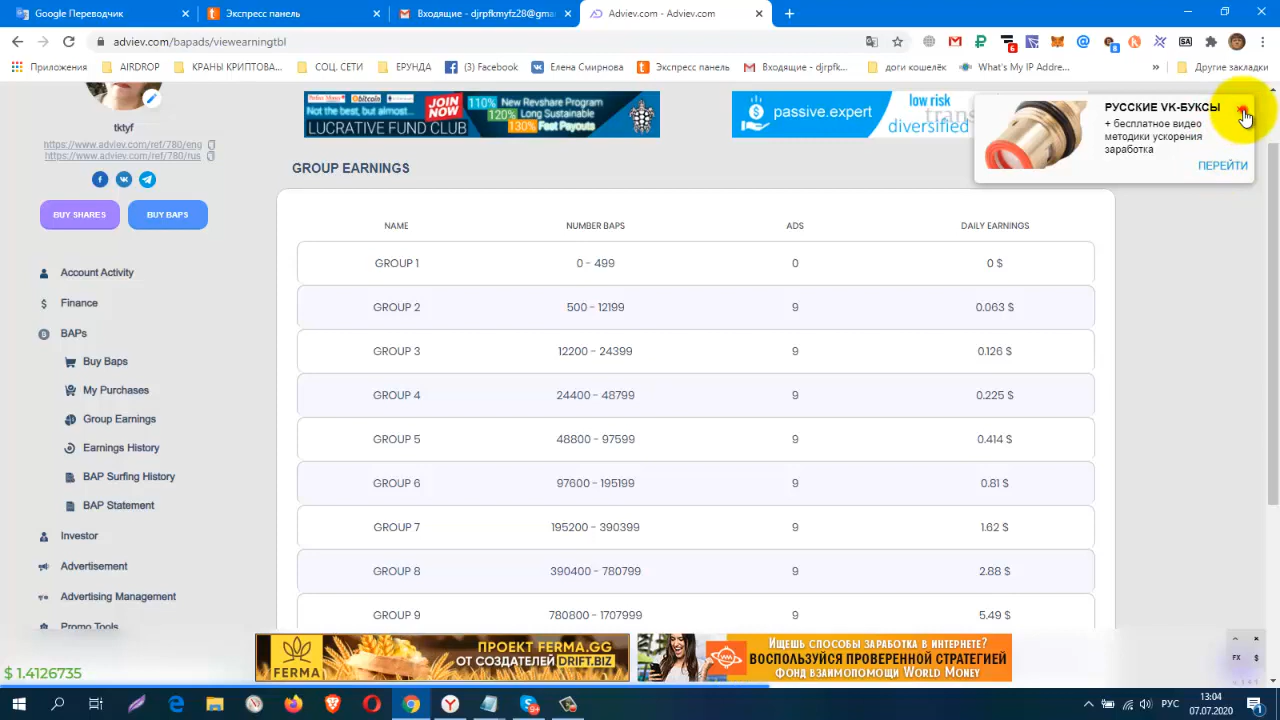 Google Переводчик
Экспресс панель
Входящие - djrpfkmyfz28@gma
Adviev.com - Adviev.com
adviev.com/bapads/viewearningtbl
Приложения
AIRDROP
КРАНЫ КРИПТОВА...
СОЦ. СЕТИ
ЕРУНДА
(3) Facebook
Елена Смирнова
Экспресс панель
Входящие - djrpfk...
доги кошелёк
What's My IP Addre...
»
Другие закладки
tktyf
https://www.adviev.com/ref/780/eng
https://www.adviev.com/ref/780/rus
BUY SHARES
BUY BAPS
Account Activity
Finance
BAPs
Buy Baps
My Purchases
Group Earnings
Earnings History
BAP Surfing History
BAP Statement
Investor
Advertisement
Advertising Management
Promo Tools
$ 1.4126735
Perfect Money bitcoin
Not the best, but almost...
LUCRATIVE FUND CLUB
JOIN NOW
110% New Revshare Program
120% Long Sustainable
130% Fast Payouts
passive.expert
low risk
diversified
trans
РУССКИЕ VK-БУКСЫ
+ бесплатное видео
методики ускорения
заработка
ПЕРЕЙТИ
GROUP EARNINGS
NAME NUMBER BAPS ADS DAILY EARNINGS
GROUP 1 0 - 499 0 0 $
GROUP 2 500 - 12199 9 0.063 $
GROUP 3 12200 - 24399 9 0.126 $
GROUP 4 24400 - 48799 9 0.225 $
GROUP 5 48800 - 97599 9 0.414 $
GROUP 6 97600 - 195199 9 0.81 $
GROUP 7 195200 - 390399 9 1.62 $
GROUP 8 390400 - 780799 9 2.88 $
GROUP 9 780800 - 1707999 9 5.49 $
FERMA
ПРОЕКТ FERMA.GG
ОТ СОЗДАТЕЛЕЙ DRIFT.BIZ
Ищешь способы заработка в интернете?
ВОСПОЛЬЗУЙСЯ ПРОВЕРЕННОЙ СТРАТЕГИЕЙ
Фонд взаимопомощи World Money
FX $
РУС
13:04
07.07.2020